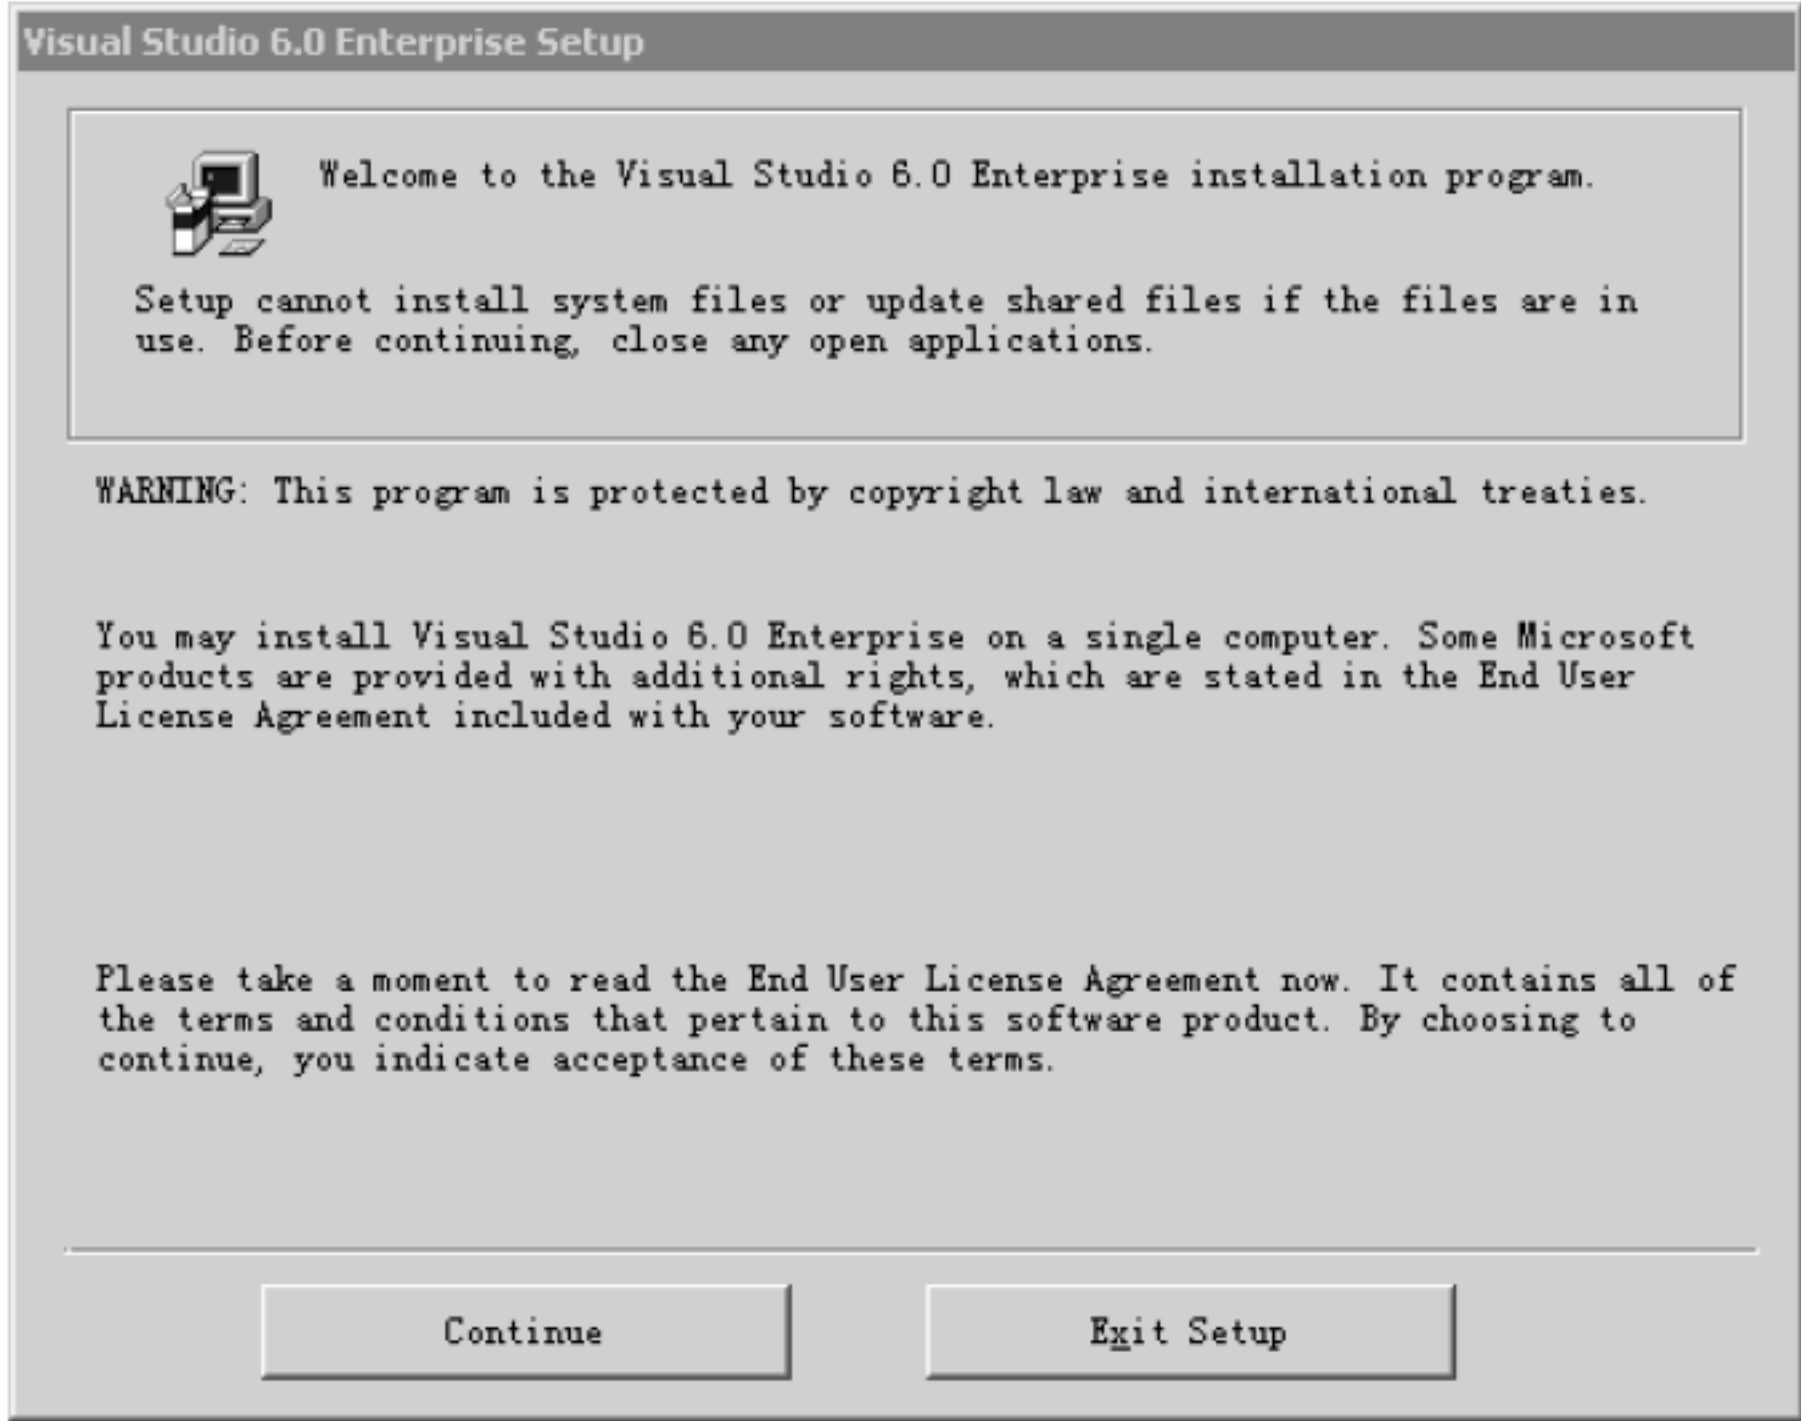 Visual Studio 6.0 Enterprise Setup
Welcome to the Visual Studio 6.0 Enterprise installation program.
Setup cannot install system files or update shared files if the files are in
use. Before continuing, close any open applications.
WARNING: This program is protected by copyright law and international treaties.
You may install Visual Studio 6.0 Enterprise on a single computer. Some Microsoft
products are provided with additional rights, which are stated in the End User
License Agreement included with your software.
Please take a moment to read the End User License Agreement now. It contains all of
the terms and conditions that pertain to this software product. By choosing to
continue, you indicate acceptance of these terms.
Continue
Exit Setup